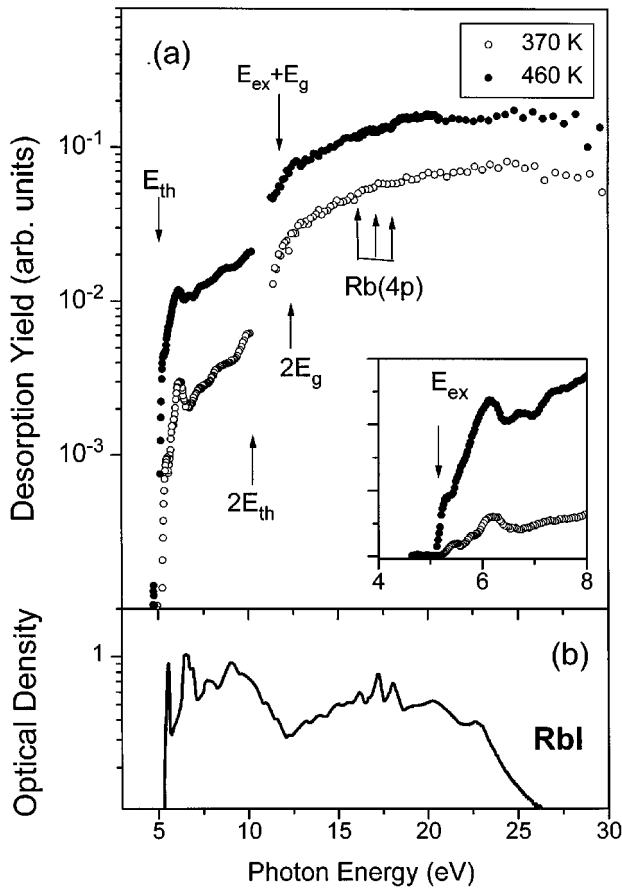 (a)
370 K
460 K
E_ex+E_g
E_th
10^-1
10^-2
10^-3
Desorption Yield (arb. units)
Rb(4p)
2E_g
2E_th
E_ex
4
6
8
(b)
1
Optical Density
RbI
5
10
15
20
25
30
Photon Energy (eV)